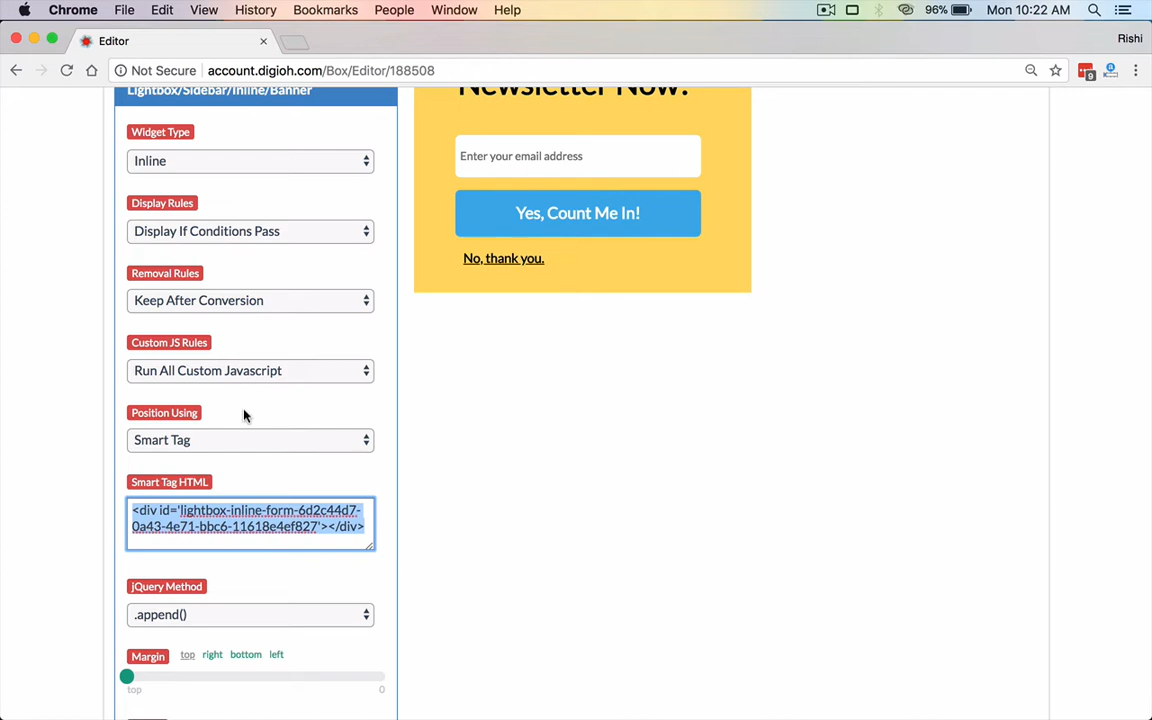 Chrome File Edit View History Bookmarks People Window Help 96% Mon 10:22 AM
Editor
Rishi
Not Secure account.digioh.com/Box/Editor/188508
9
Lightbox/Sidebar/Inline/Banner
Newsletter Now!
Widget Type
Inline
Enter your email address
Display Rules
Yes, Count Me In!
Display If Conditions Pass
No, thank you.
Removal Rules
Keep After Conversion
Custom JS Rules
Run All Custom Javascript
Position Using
Smart Tag
Smart Tag HTML
<div id='lightbox-inline-form-6d2c44d7-
0a43-4e71-bbc6-11618e4ef827'></div>
jQuery Method
.append()
Margin top right bottom left
top 0